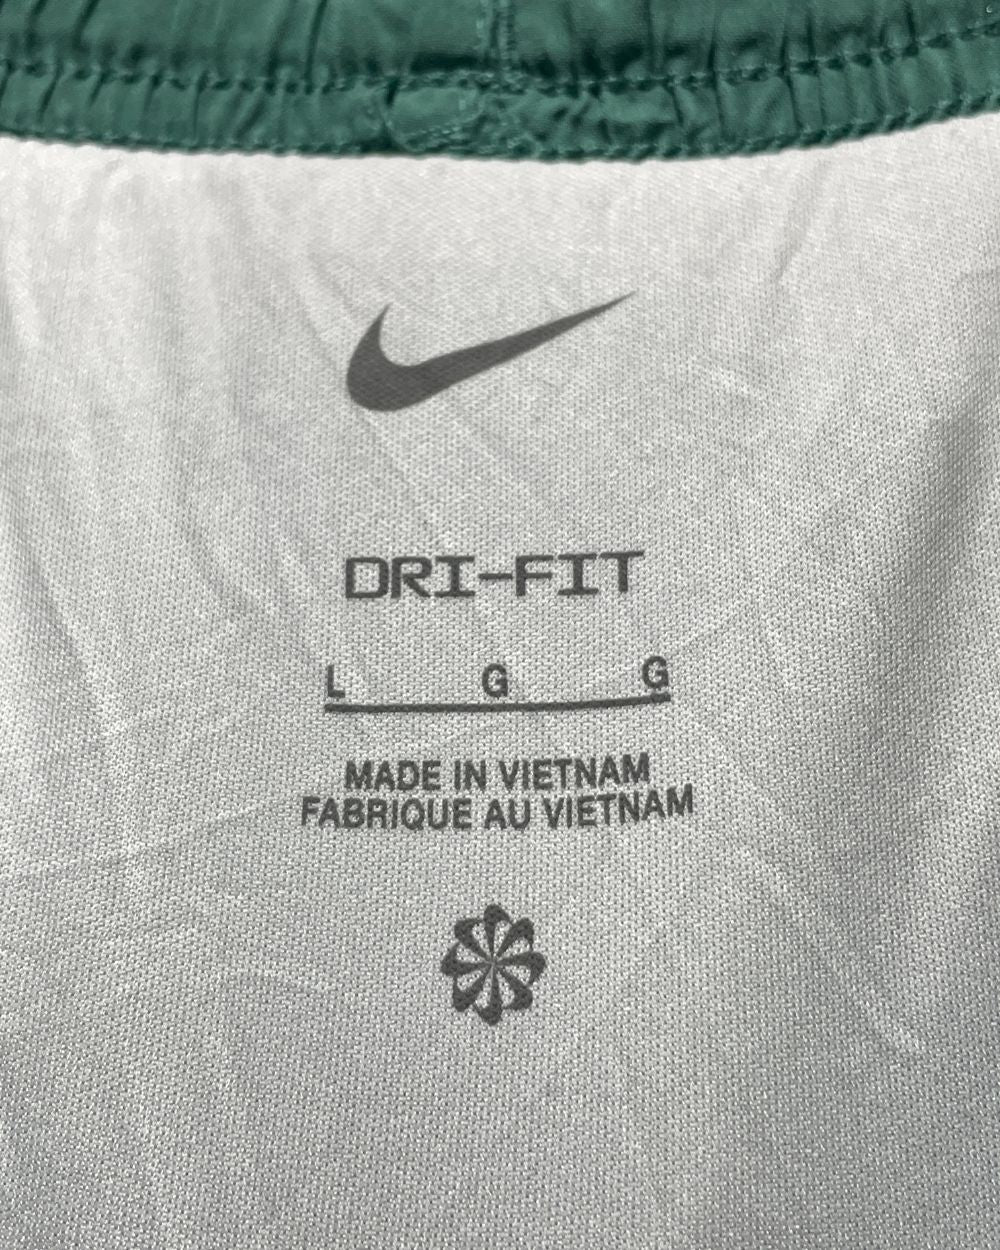 DRI-FIT
L G G
MADE IN VIETNAM
FABRIQUE AU VIETNAM